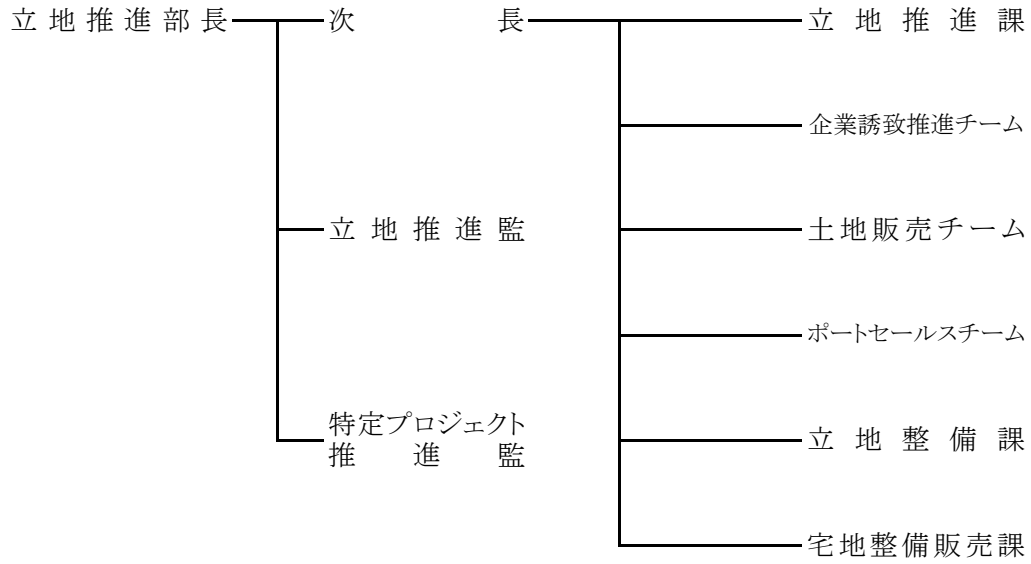 立地推進部長
次長
立地推進課
企業誘致推進チーム
立地推進監
土地販売チーム
ポートセールスチーム
特定プロジェクト
推進監
立地整備課
宅地整備販売課